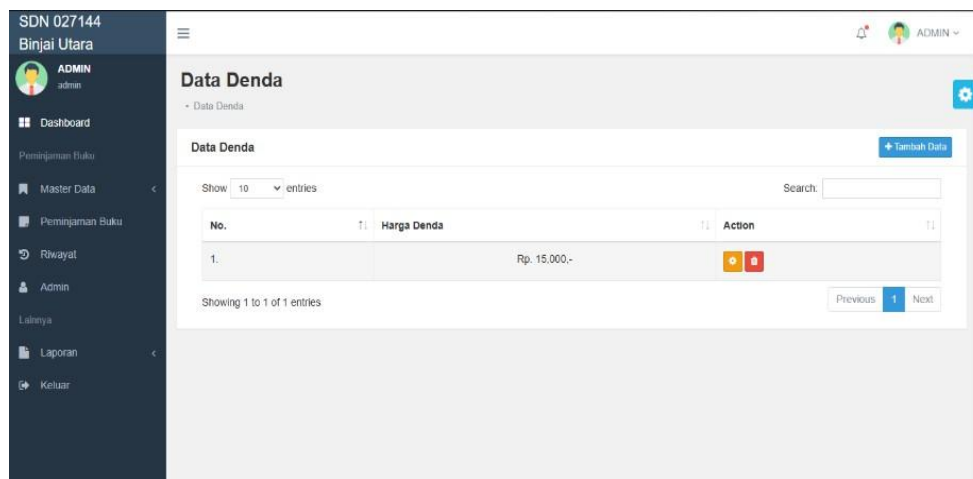 SDN 027144
Binjai Utara
ADMIN
ADMIN
admin
Dashboard
Peminjaman Buku
Master Data
Peminjaman Buku
Riwayat
Admin
Lainnya
Laporan
Keluar
Data Denda
• Data Denda
Data Denda
+ Tambah Data
Show 10 entries
Search:
No. Harga Denda Action
1. Rp. 15,000,-
Showing 1 to 1 of 1 entries
Previous 1 Next